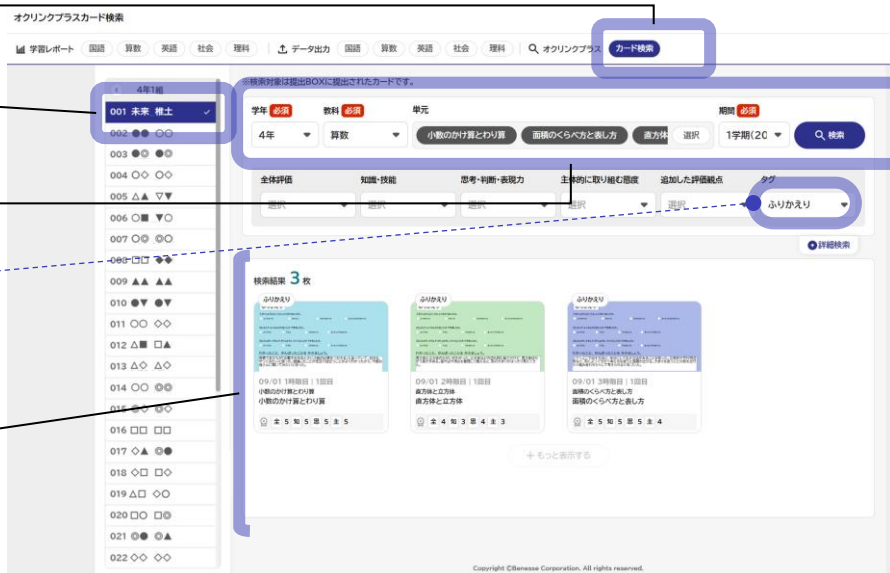 オクリンクプラスカード検索
学習レポート 国語 算数 英語 社会 理科 データ出力 国語 算数 英語 社会 理科 オクリンクプラス カード検索
4年1組
001 未来 椎土
002 ●● ○○
003 ●◎ ●◎
004 ○◇ ○◇
005 △▲ ▽▼
006 ○■ ▼○
007 ○◎ ◎○
008 □□ ◆◆
009 ▲▲ ▲▲
010 ●▼ ●▼
011 ○○ ◇◇
012 △■ □▲
013 △◇ △◇
014 ○○ ◎◎
015 ◎◇ ◎◇
016 □□ □□
017 ◇▲ ◎●
018 ◇□ □◇
019 △□ ◇○
020 □○ □◎
021 ◎● ◎▲
022 ◇◇ ◇◇
※検索対象は提出BOXに提出されたカードです。
学年 必須 教科 必須 単元 期間 必須
4年 算数 小数のかけ算とわり算 面積のくらべ方と表し方 直方体 選択 1学期(20 検索
全体評価 知識・技能 思考・判断・表現力 主体的に取り組む態度 追加した評価観点 タグ
選択 選択 選択 選択 選択 ふりかえり
詳細検索
検索結果 3 枚
ふりかえり
09/01 1時限目 | 1回目
小数のかけ算とわり算
小数のかけ算とわり算
全 5 知 5 思 5 主 5
ふりかえり
09/01 2時限目 | 1回目
直方体と立方体
直方体と立方体
全 4 知 3 思 4 主 3
ふりかえり
09/01 3時限目 | 1回目
面積のくらべ方と表し方
面積のくらべ方と表し方
全 5 知 5 思 5 主 4
+ もっと表示する
Copyright ©Benesse Corporation. All rights reserved.